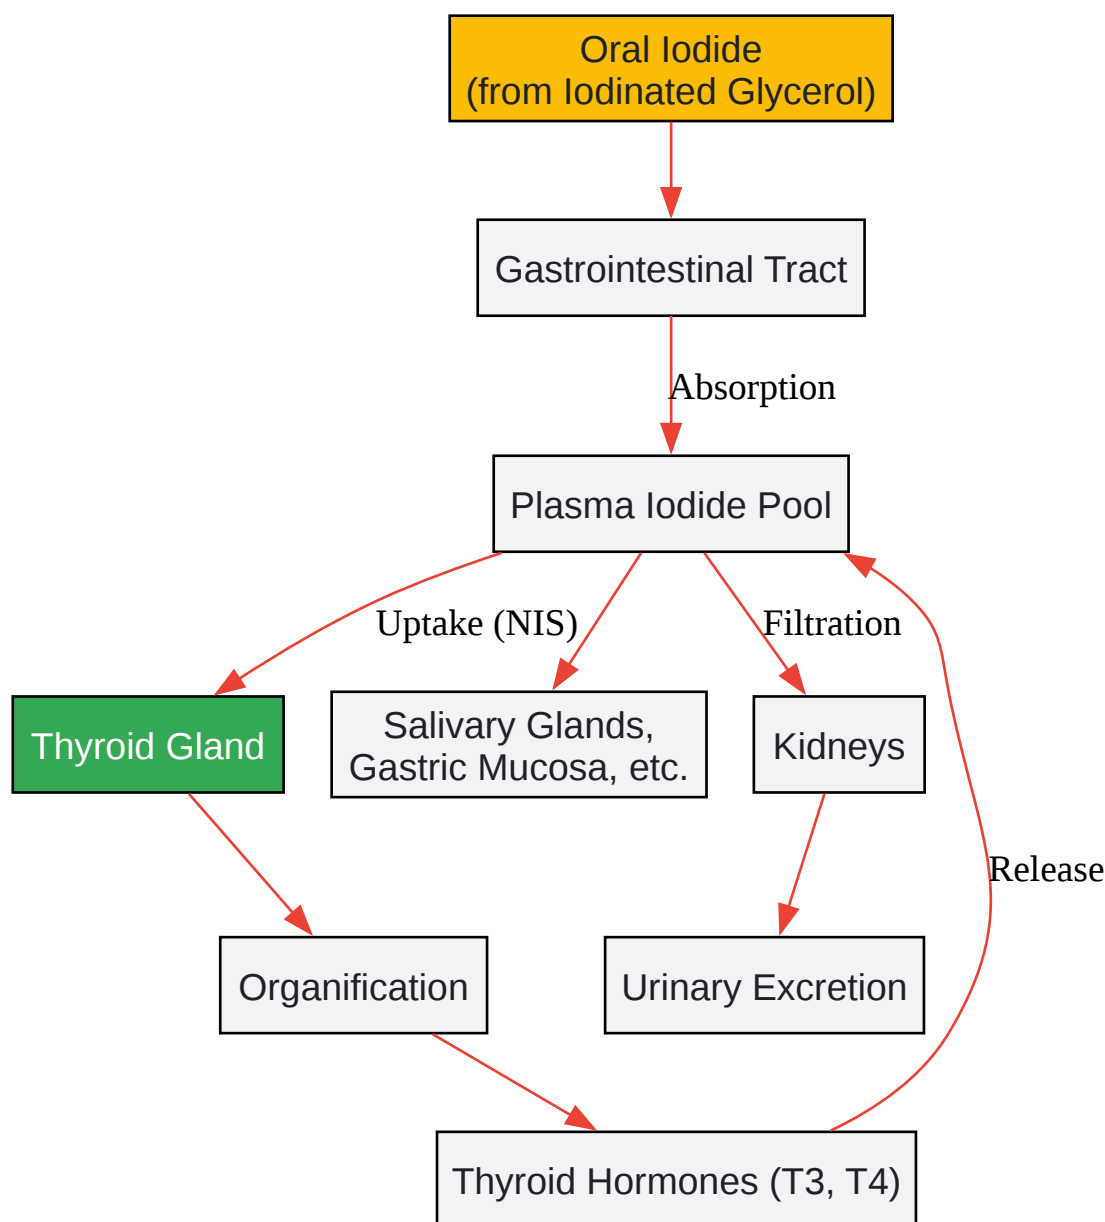 Oral Iodide
(from Iodinated Glycerol)
Gastrointestinal Tract
Absorption
Plasma Iodide Pool
Uptake (NIS)
Filtration
Thyroid Gland
Salivary Glands,
Gastric Mucosa, etc.
Kidneys
Release
Organification
Urinary Excretion
Thyroid Hormones (T3, T4)